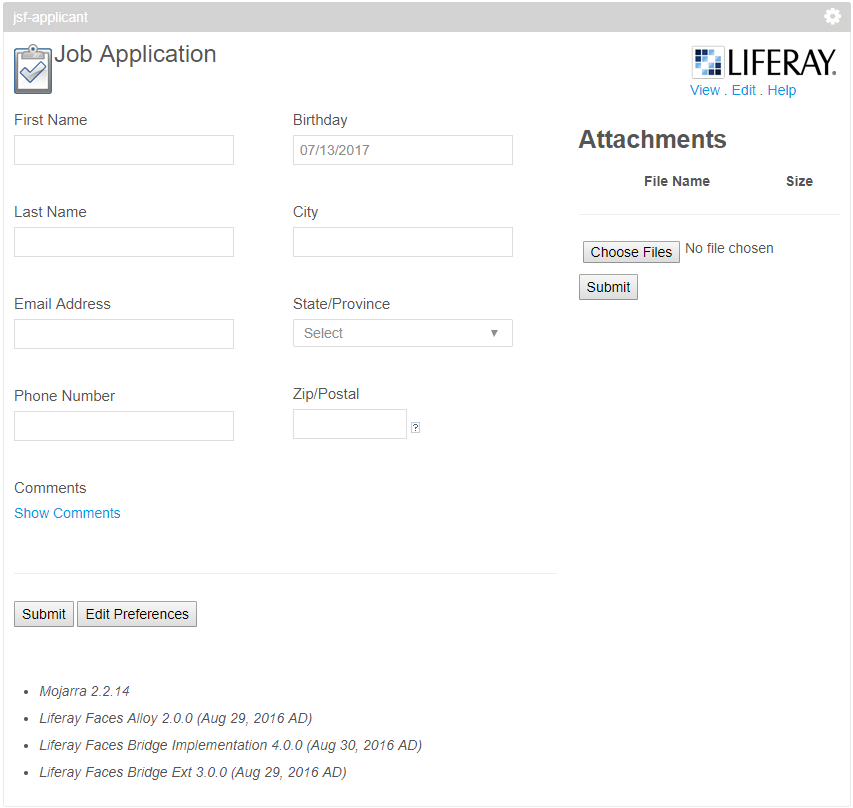 jsf-applicant
Job Application
LIFERAY.
View . Edit . Help
First Name
Birthday
07/13/2017
Last Name
City
Email Address
State/Province
Select
Phone Number
Zip/Postal
?
Comments
Show Comments
Submit
Edit Preferences
Attachments
File Name
Size
Choose Files No file chosen
Submit
• Mojarra 2.2.14
• Liferay Faces Alloy 2.0.0 (Aug 29, 2016 AD)
• Liferay Faces Bridge Implementation 4.0.0 (Aug 30, 2016 AD)
• Liferay Faces Bridge Ext 3.0.0 (Aug 29, 2016 AD)